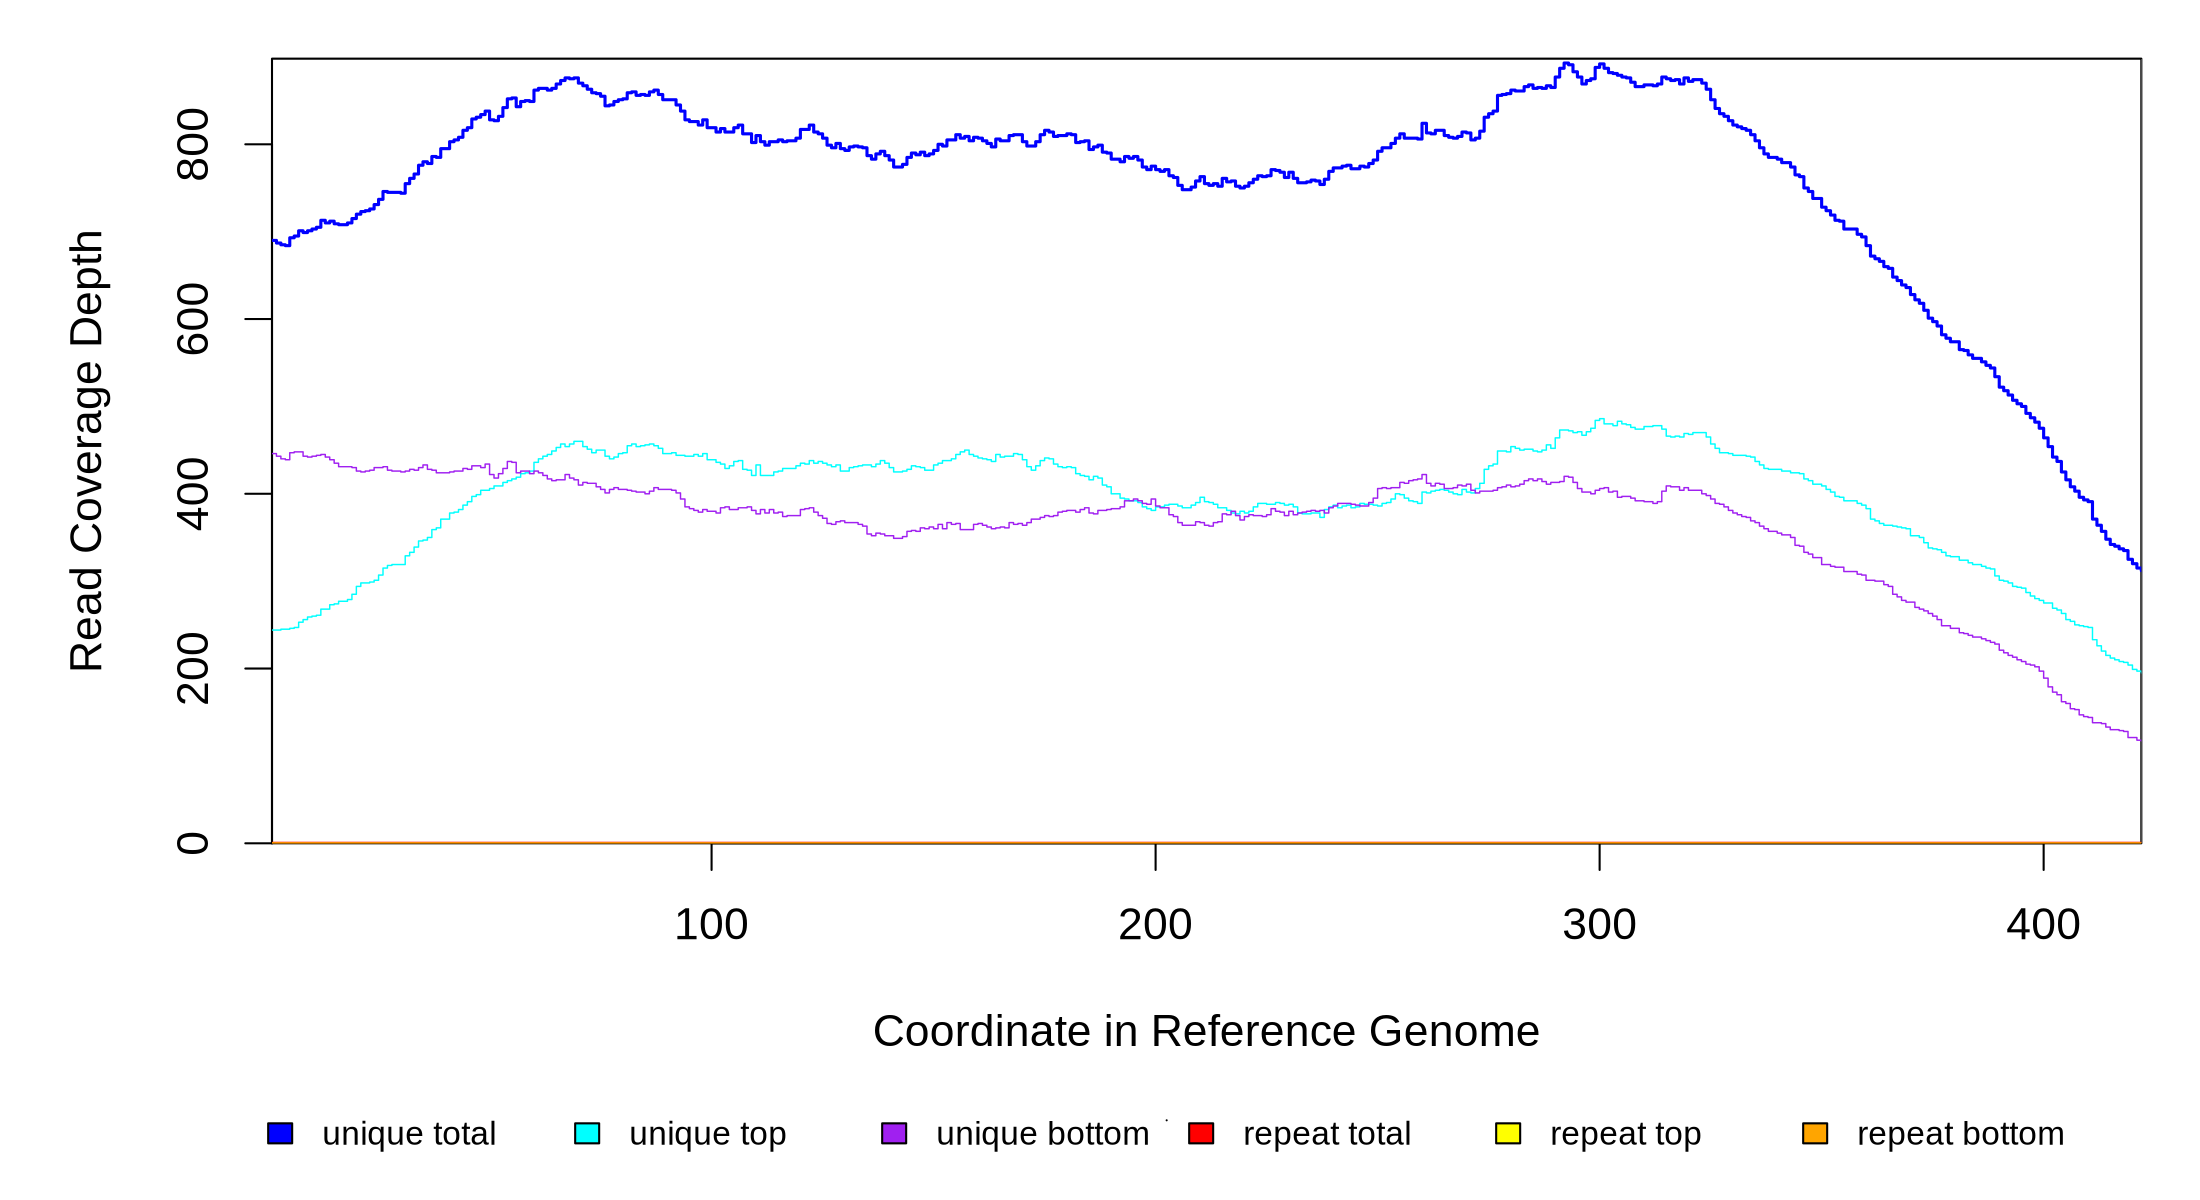 Read Coverage Depth
800
600
400
200
0
100 200 300 400
Coordinate in Reference Genome
unique total unique top unique bottom repeat total repeat top repeat bottom